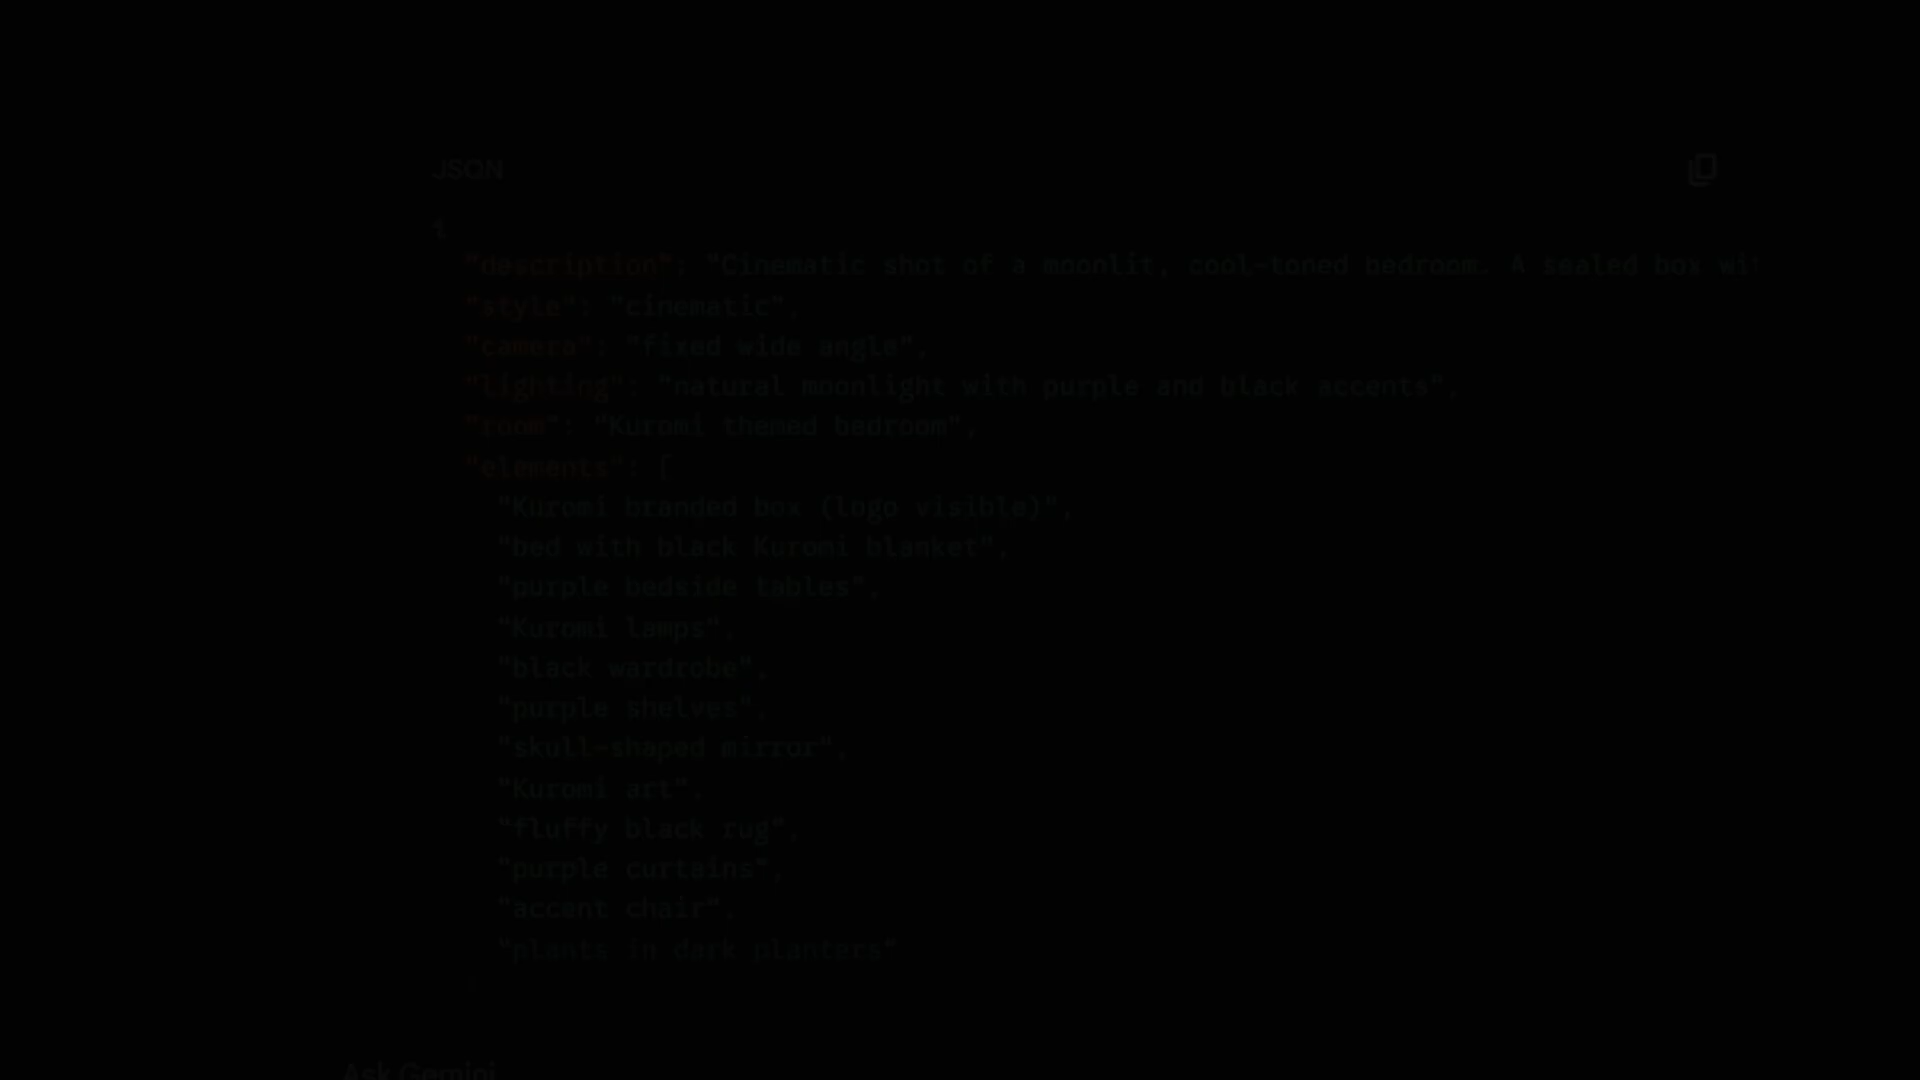 JSON
{
"description": "Cinematic shot of a moonlit, cool-toned bedroom. A sealed box wit
"style": "cinematic",
"camera": "fixed wide angle",
"lighting": "natural moonlight with purple and black accents",
"room": "Kuromi themed bedroom",
"elements": [
"Kuromi branded box (logo visible)",
"bed with black Kuromi blanket",
"purple bedside tables",
"Kuromi lamps",
"black wardrobe",
"purple shelves",
"skull-shaped mirror",
"Kuromi art",
"fluffy black rug",
"purple curtains",
"accent chair",
"plants in dark planters"
Ask Gemini